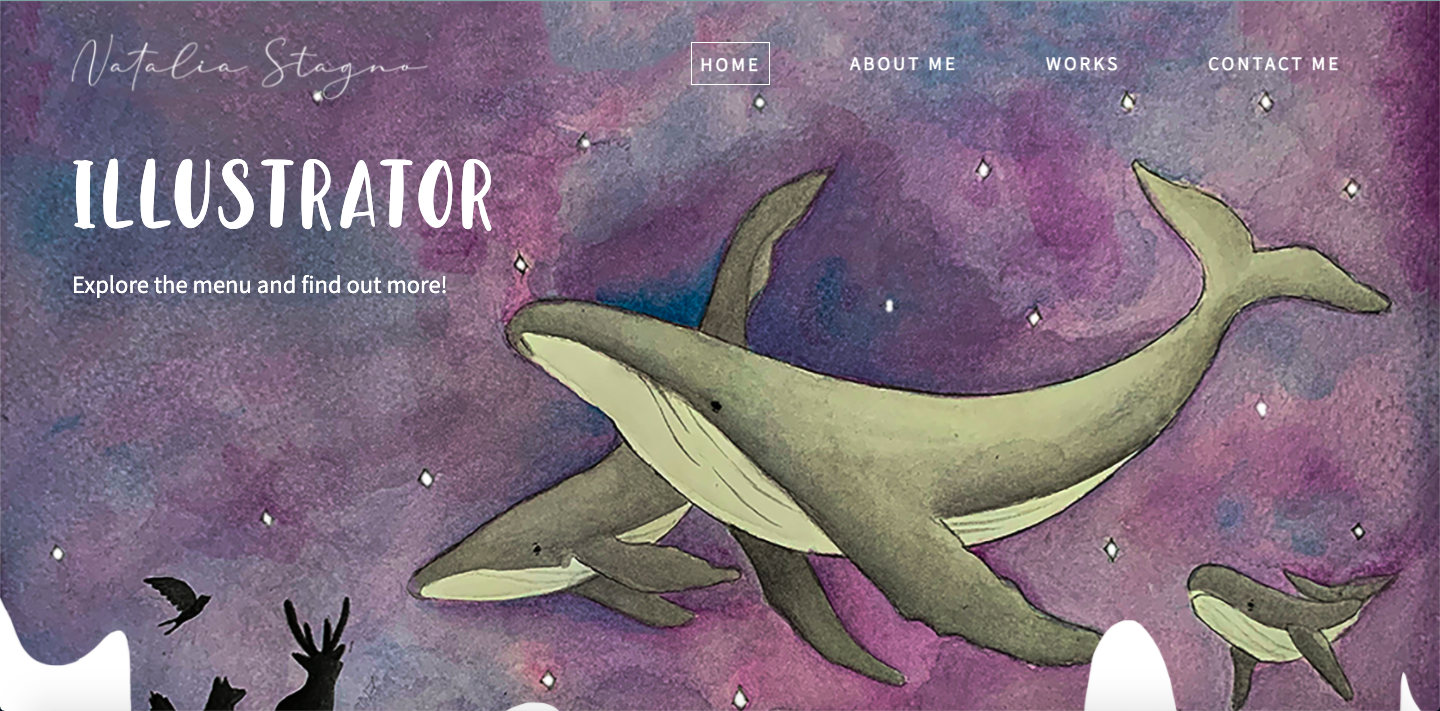 Natalia Stagno
HOME ABOUT ME WORKS CONTACT ME
ILLUSTRATOR
Explore the menu and find out more!